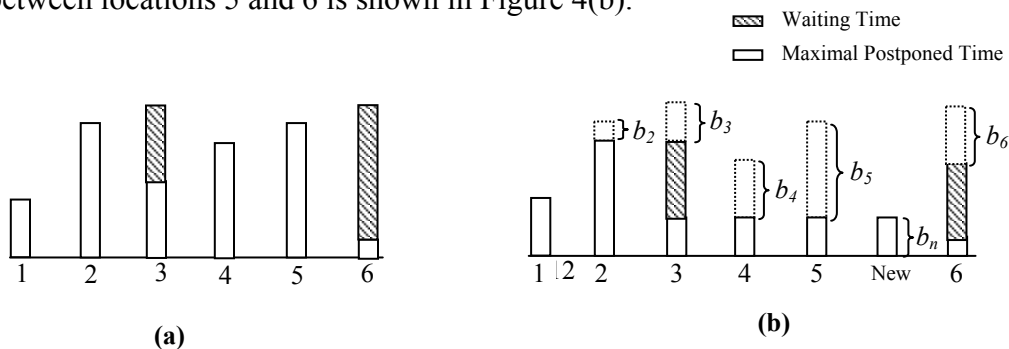 between locations 5 and 6 is shown in Figure 4(b).
Waiting Time
Maximal Postponed Time
b2
b3
b4
b5
bn
b6
1 2 3 4 5 6
1 12 2 3 4 5 New 6
(a)
(b)